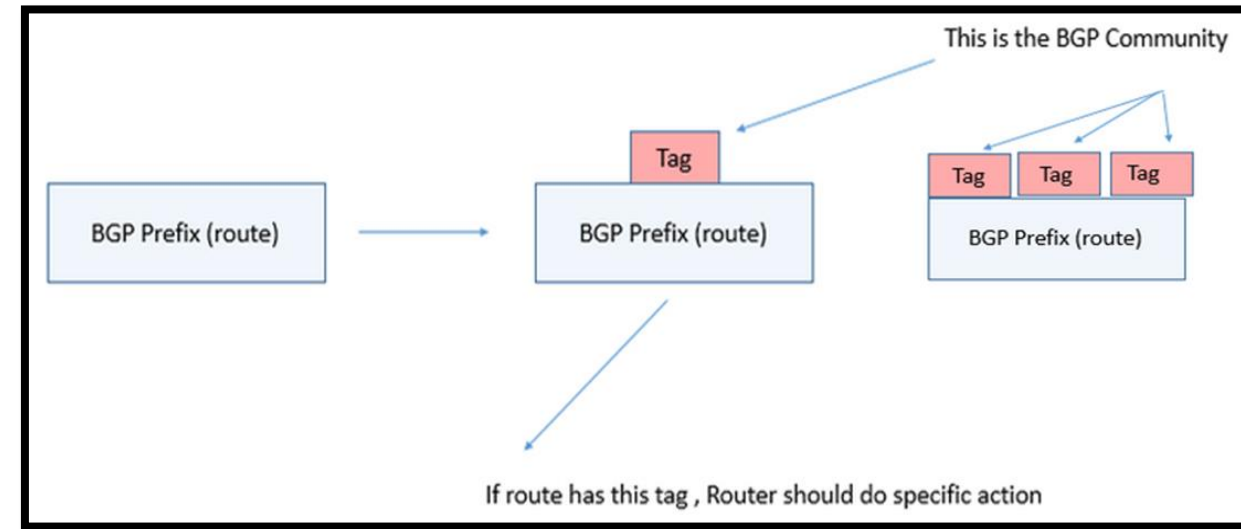 This is the BGP Community
BGP Prefix (route)
Tag
BGP Prefix (route)
Tag
Tag
Tag
BGP Prefix (route)
If route has this tag , Router should do specific action